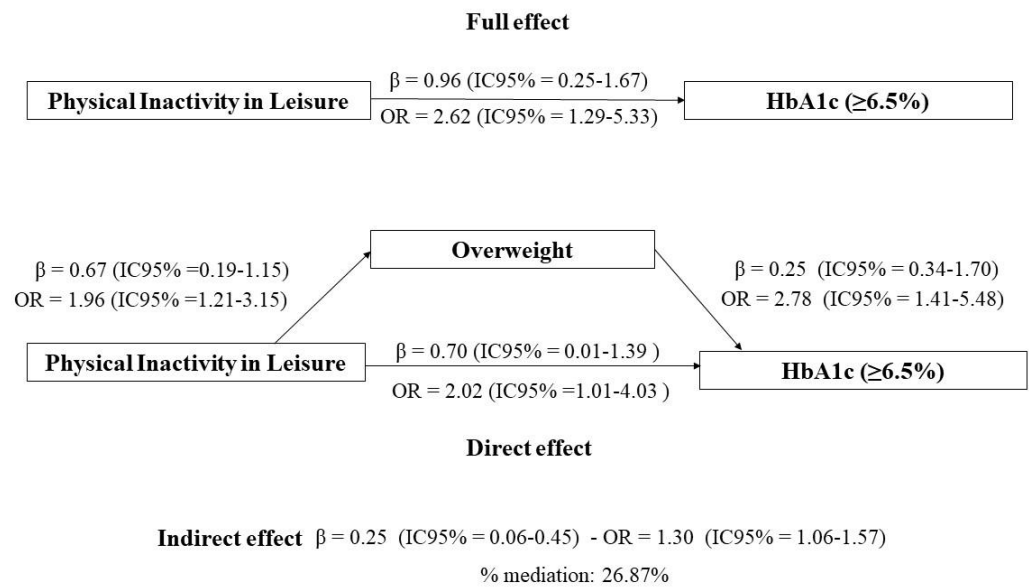 Full effect
β = 0.96 (IC95% = 0.25-1.67)
Physical Inactivity in Leisure
HbA1c (≥6.5%)
OR = 2.62 (IC95% = 1.29-5.33)
Overweight
β = 0.67 (IC95% =0.19-1.15)
OR = 1.96 (IC95% =1.21-3.15)
β = 0.25 (IC95% = 0.34-1.70)
OR = 2.78 (IC95% = 1.41-5.48)
Physical Inactivity in Leisure
β = 0.70 (IC95% = 0.01-1.39 )
HbA1c (≥6.5%)
OR = 2.02 (IC95% =1.01-4.03 )
Direct effect
Indirect effect β = 0.25 (IC95% = 0.06-0.45) - OR = 1.30 (IC95% = 1.06-1.57)
% mediation: 26.87%